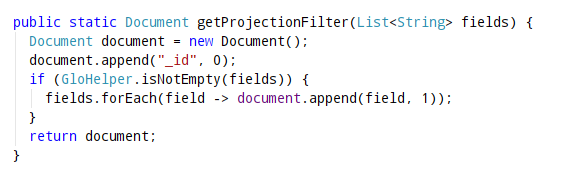 public static Document getProjectionFilter(List<String> fields) {
  Document document = new Document();
  document.append("_id", 0);
  if (GloHelper.isNotEmpty(fields)) {
    fields.forEach(field -> document.append(field, 1));
  }
  return document;
}